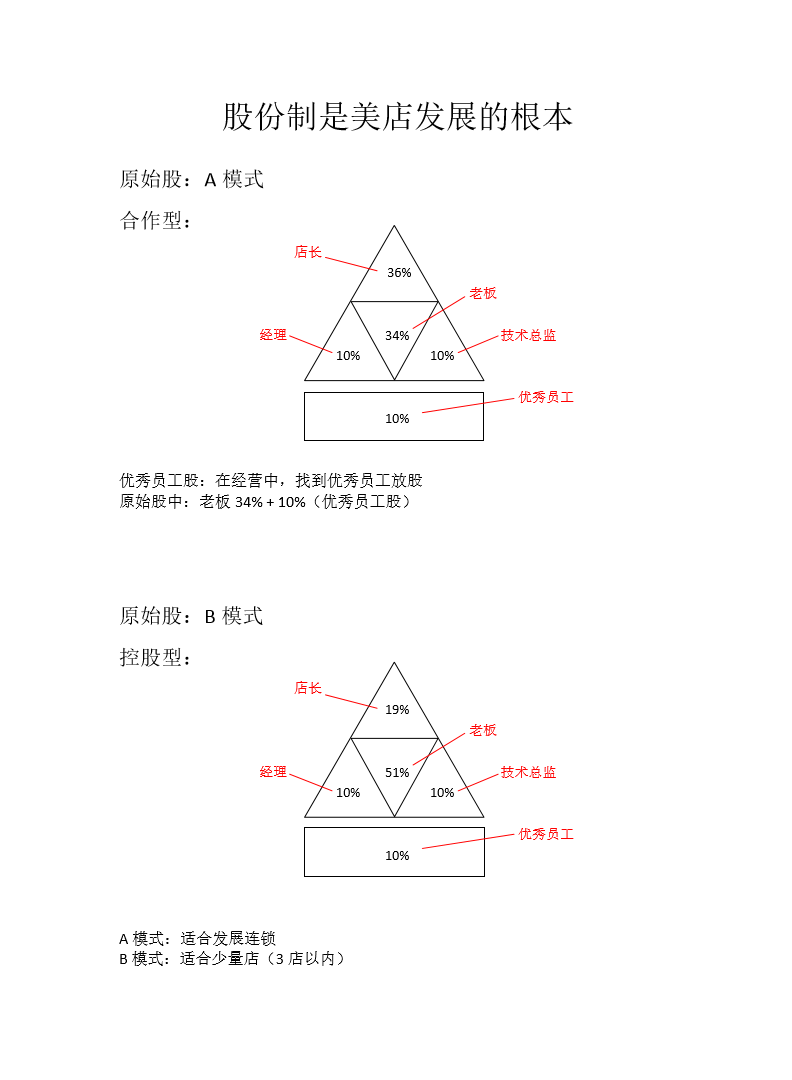 股份制是美店发展的根本
原始股：A 模式
合作型：
店长
36%
老板
经理
34%
技术总监
10%
10%
优秀员工
10%
优秀员工股：在经营中，找到优秀员工放股
原始股中：老板 34% + 10%（优秀员工股）
原始股：B 模式
控股型：
店长
19%
老板
经理
51%
技术总监
10%
10%
优秀员工
10%
A 模式：适合发展连锁
B 模式：适合少量店（3 店以内）